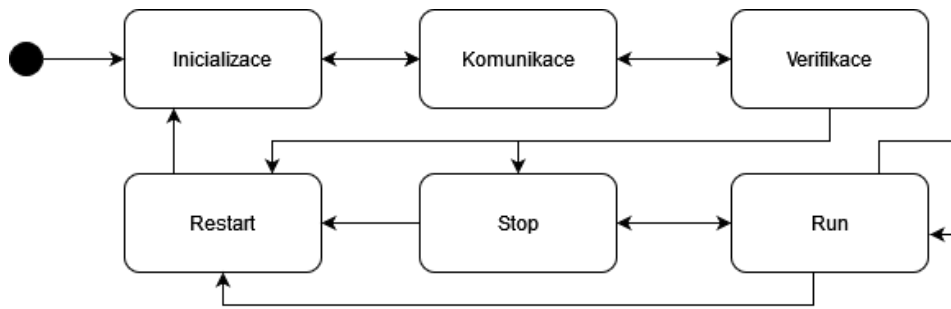 Inicializace
Komunikace
Verifikace
Restart
Stop
Run